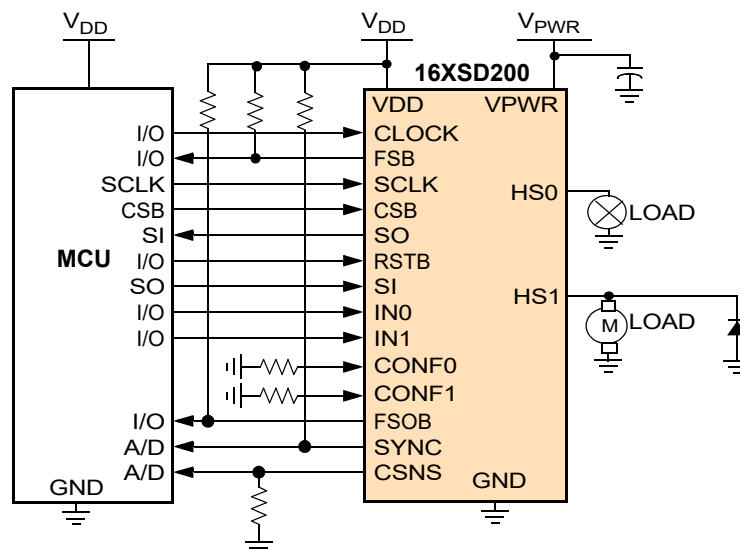 VDD
VDD
VPWR
16XSD200
VDD
VPWR
I/O
CLOCK
I/O
FSB
SCLK
SCLK
HS0
CSB
CSB
LOAD
SI
SO
MCU
I/O
RSTB
SO
SI
HS1
I/O
IN0
M
LOAD
I/O
IN1
CONF0
CONF1
I/O
FSOB
A/D
SYNC
A/D
CSNS
GND
GND